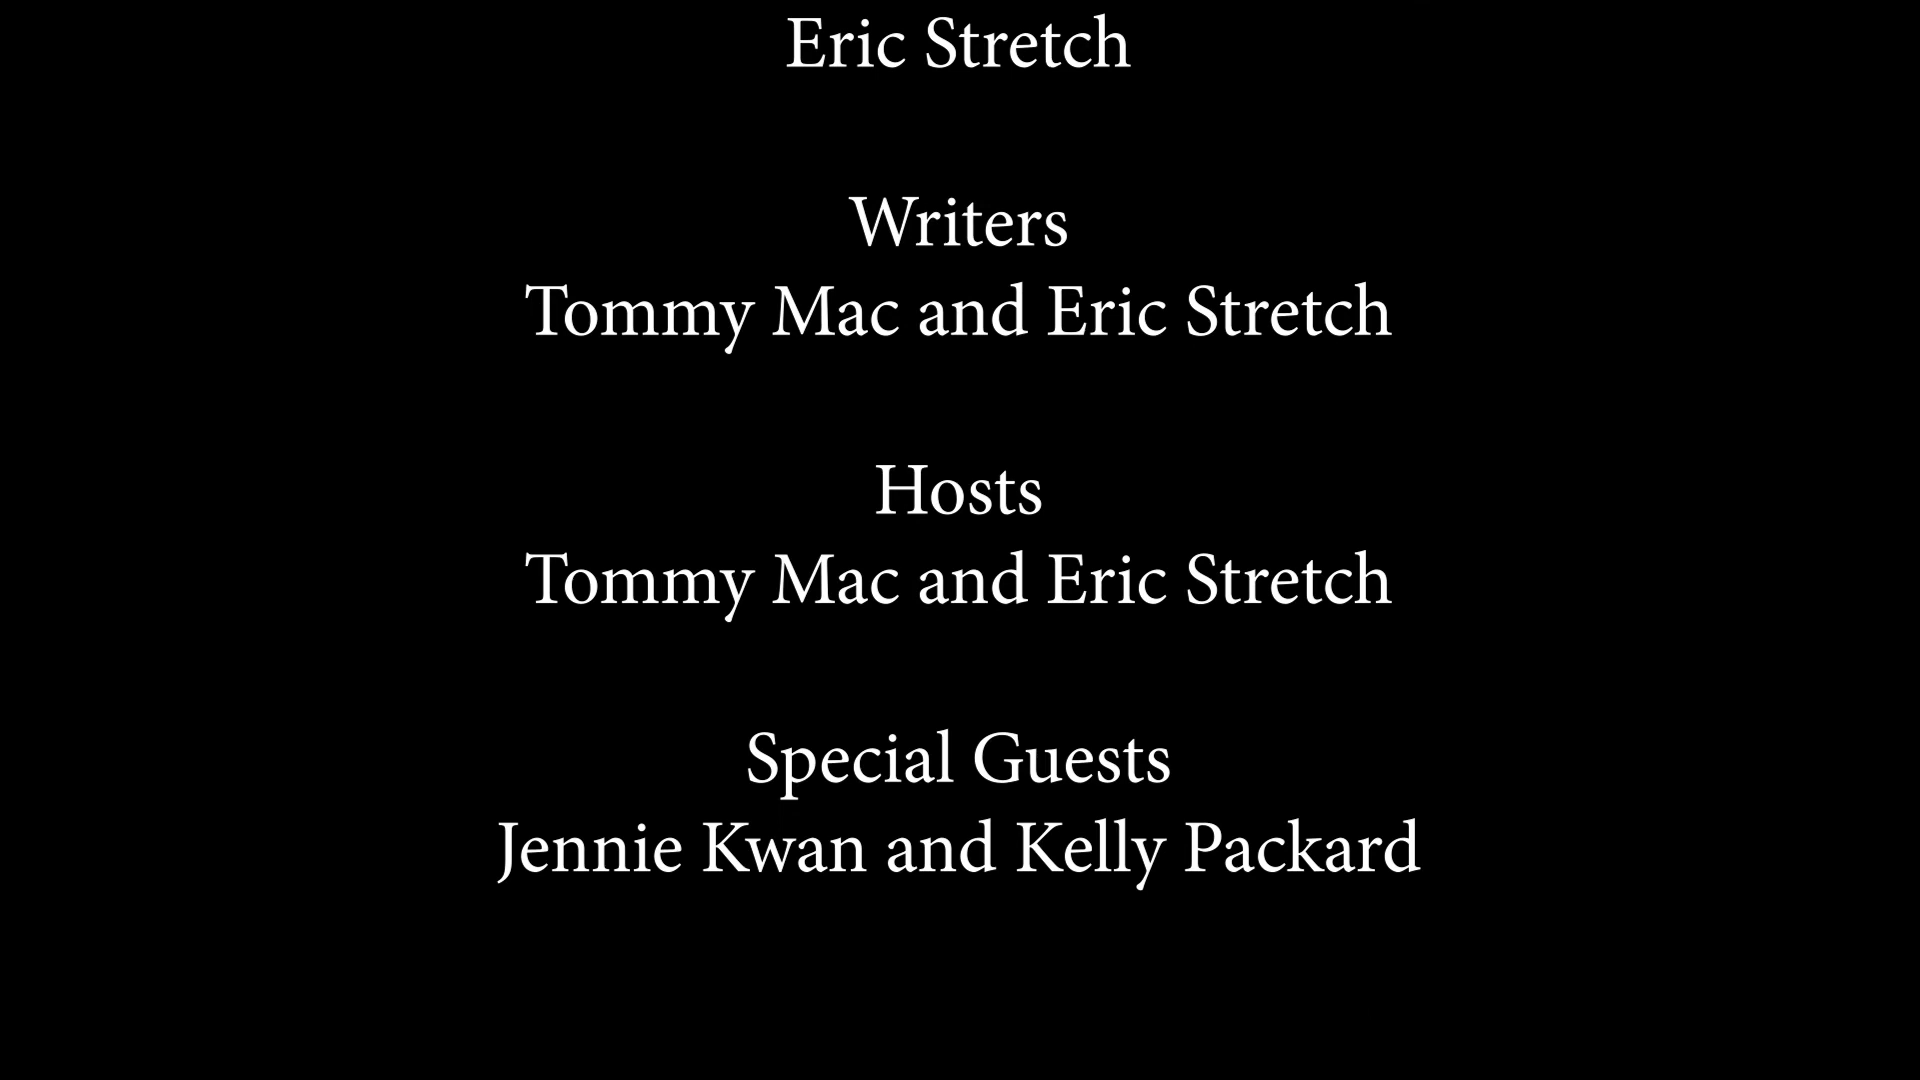 Eric Stretch
Writers
Tommy Mac and Eric Stretch
Hosts
Tommy Mac and Eric Stretch
Special Guests
Jennie Kwan and Kelly Packard